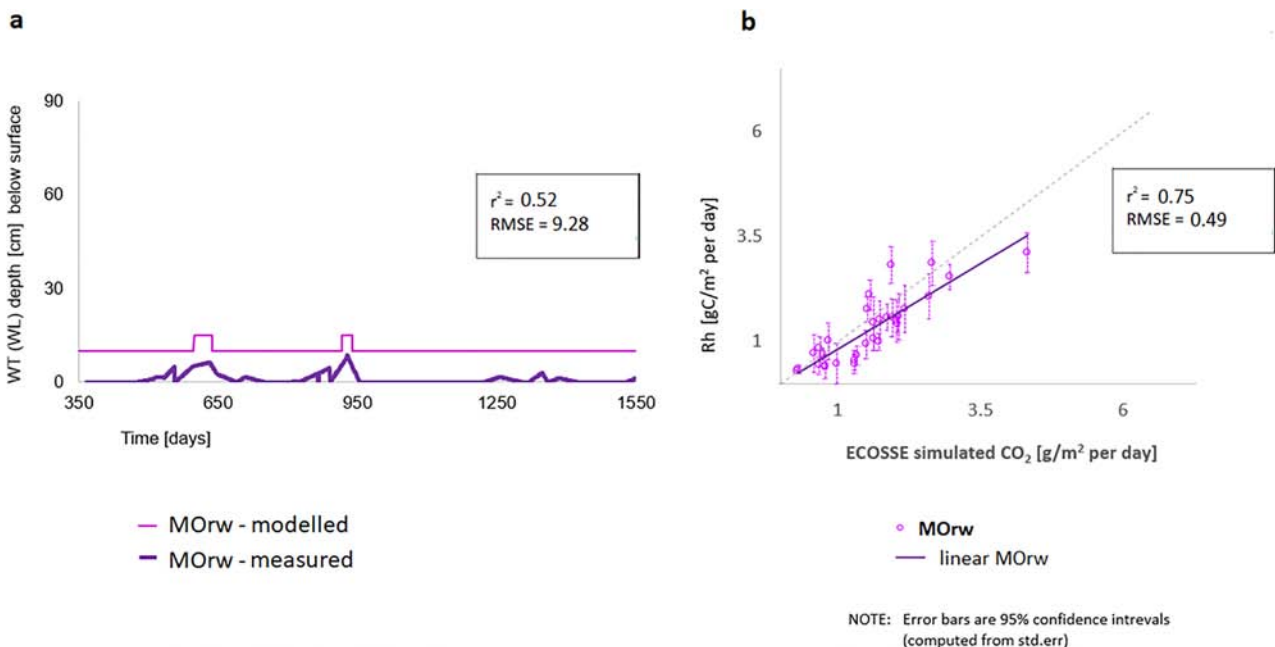 a
90
60
30
0
350
650
950
1250
1550
WT (WL) depth [cm] below surface
Time [days]
r² = 0.52
RMSE = 9.28
MOrw - modelled
MOrw - measured
b
6
3.5
1
1
3.5
6
Rh [gC/m² per day]
ECOSSE simulated CO₂ [g/m² per day]
r² = 0.75
RMSE = 0.49
MOrw
linear MOrw
NOTE: Error bars are 95% confidence intrevals
(computed from std.err)